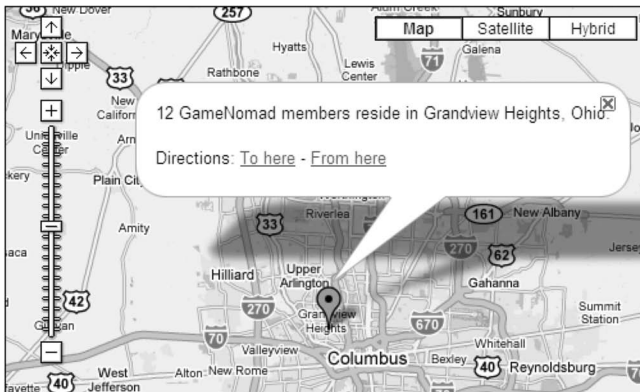 36
New Dover
257
Alum Creek
Sunbury
Map
Satellite
Hybrid
Galena
Hyatts
71
Lewis
Center
Rathbone
33
New
Californ
12 GameNomad members reside in Grandview Heights, Ohio.
Directions: To here - From here
Plain City
Worthington
Riverlea
161
New Albany
33
270
Jersey
Amity
62
Hilliard
Upper
Arlington
Gahanna
42
270
Grandview
Heights
670
Summit
Station
70
Whitehall
Valleyview
Columbus
Bexley
40
Reynoldsburg
West
Jefferson
Alton
New Rome
40